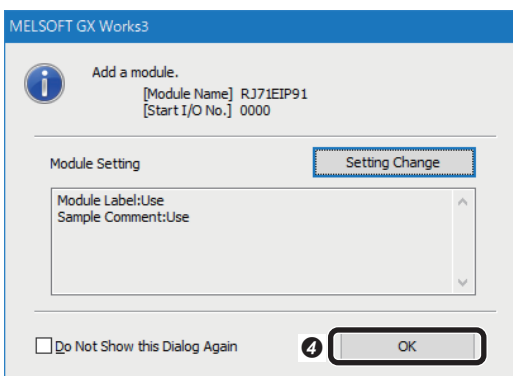 MELSOFT GX Works3
Add a module.
[Module Name] RJ71EIP91
[Start I/O No.] 0000
Module Setting
Setting Change
Module Label:Use
Sample Comment:Use
Do Not Show this Dialog Again
4
OK